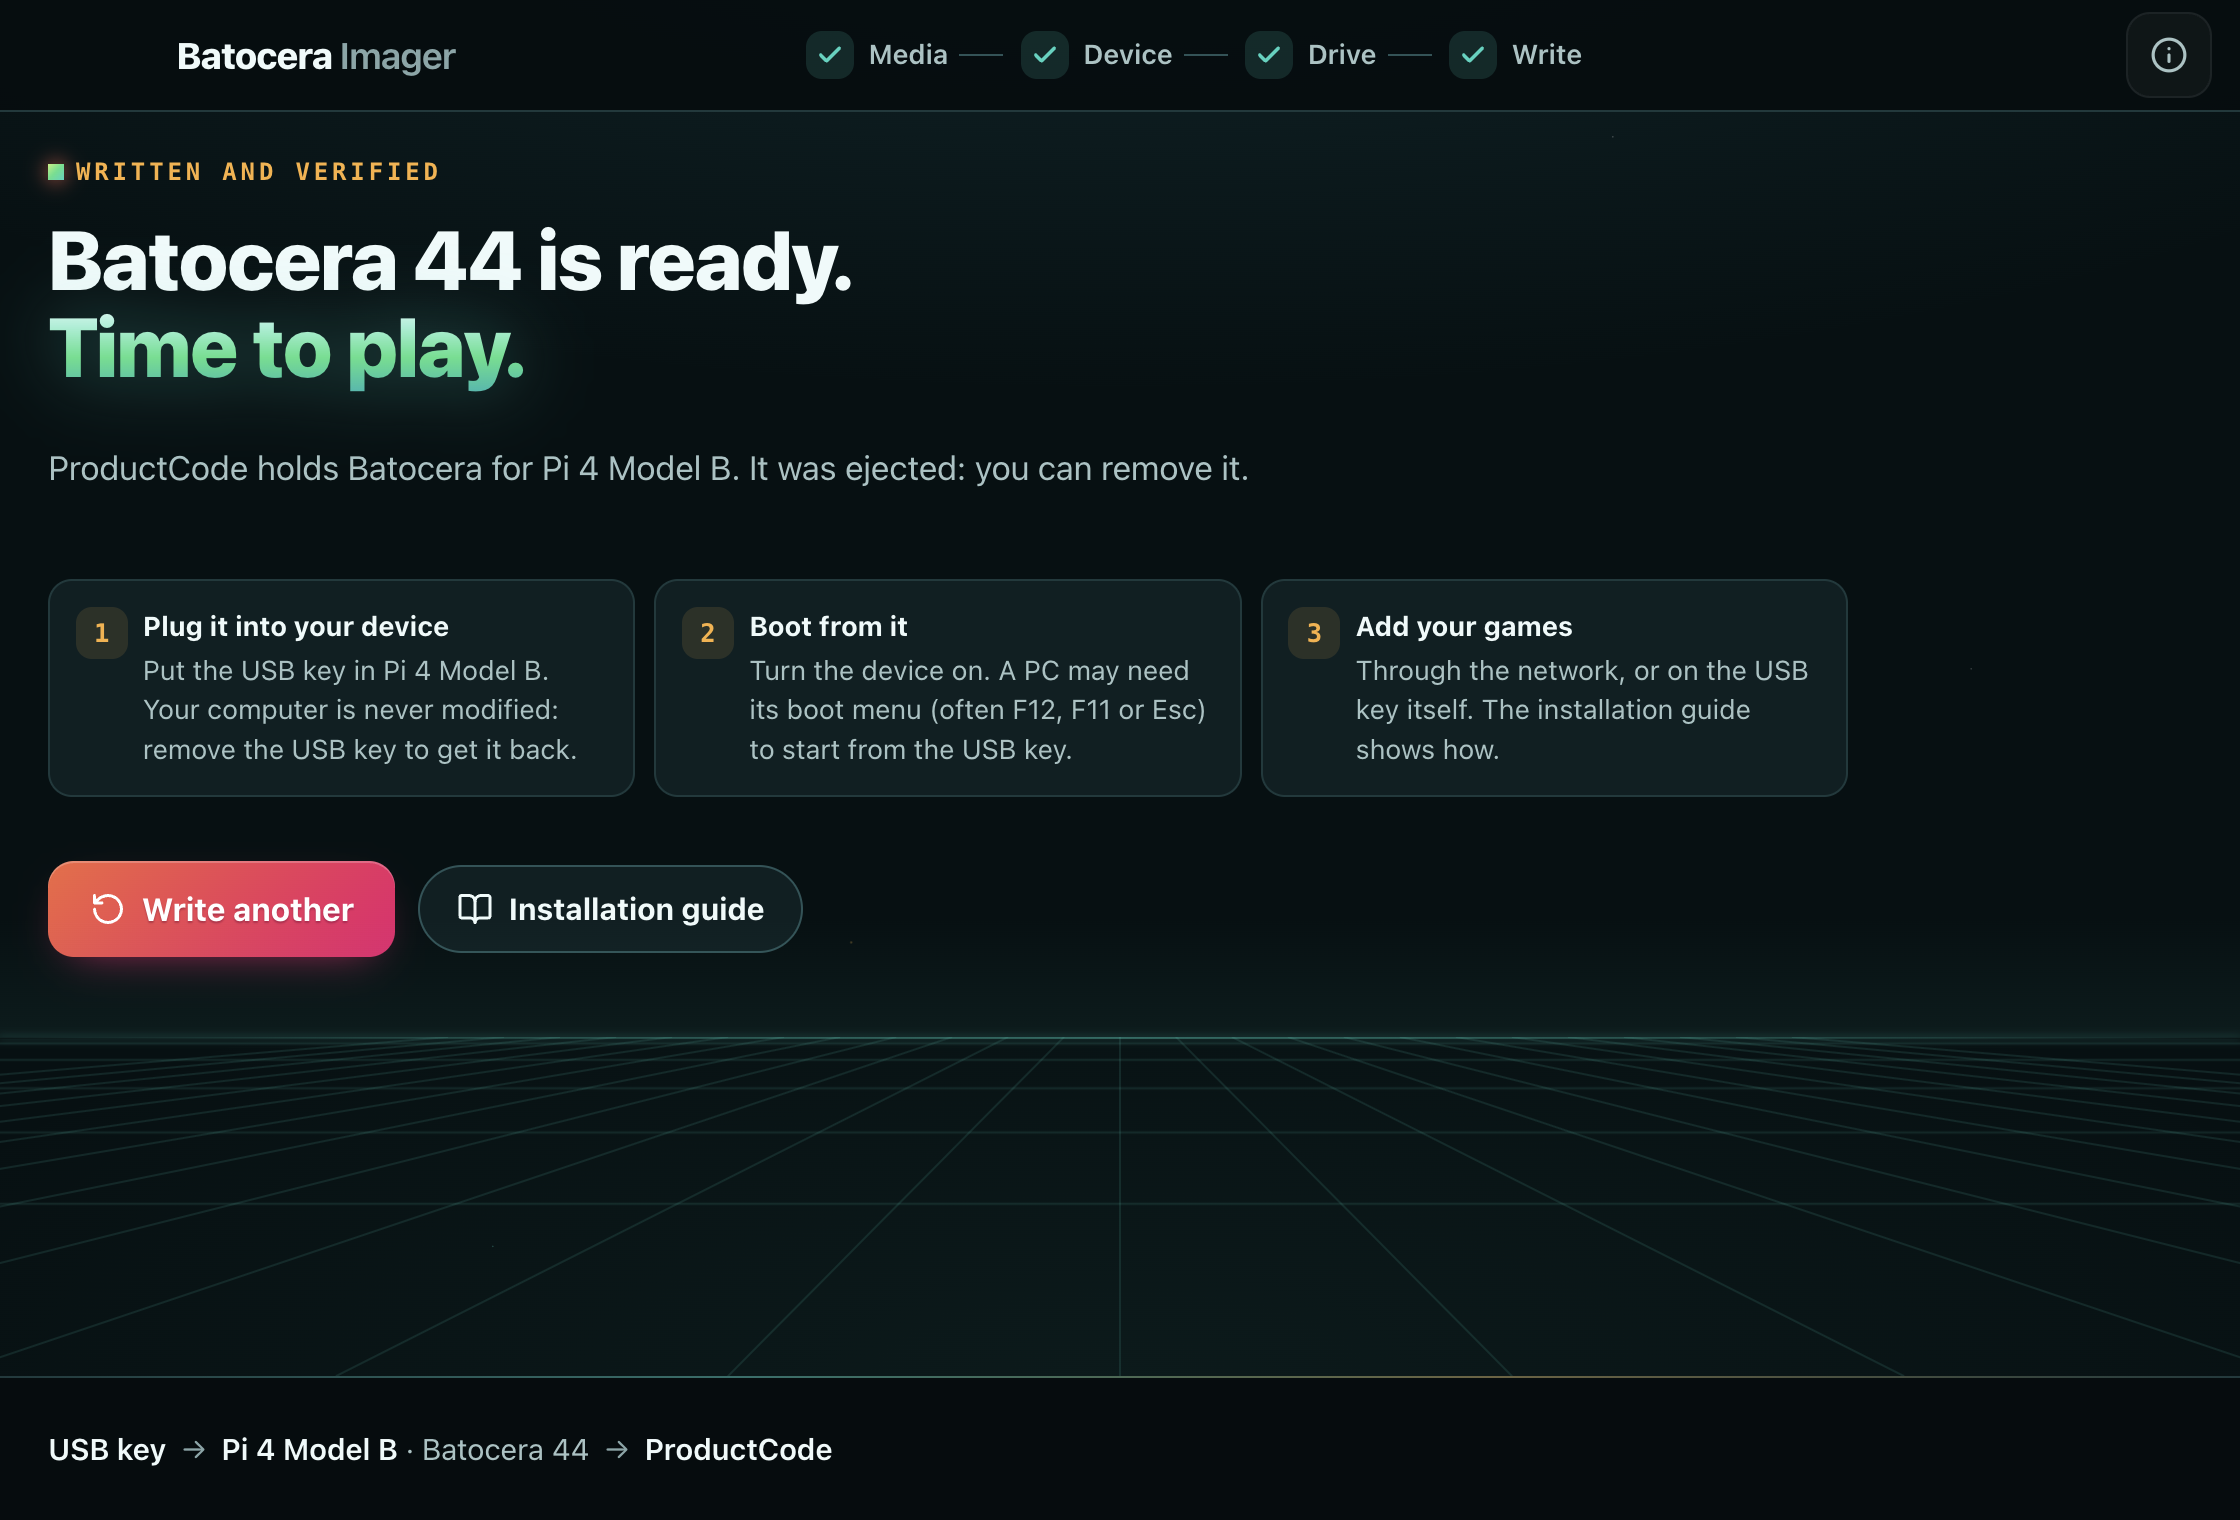 Batocera Imager
Media
Device
Drive
Write
WRITTEN AND VERIFIED
Batocera 44 is ready.
Time to play.
ProductCode holds Batocera for Pi 4 Model B. It was ejected: you can remove it.
1
Plug it into your device
Put the USB key in Pi 4 Model B.
Your computer is never modified:
remove the USB key to get it back.
2
Boot from it
Turn the device on. A PC may need
its boot menu (often F12, F11 or Esc)
to start from the USB key.
3
Add your games
Through the network, or on the USB
key itself. The installation guide
shows how.
Write another
Installation guide
USB key → Pi 4 Model B · Batocera 44 → ProductCode